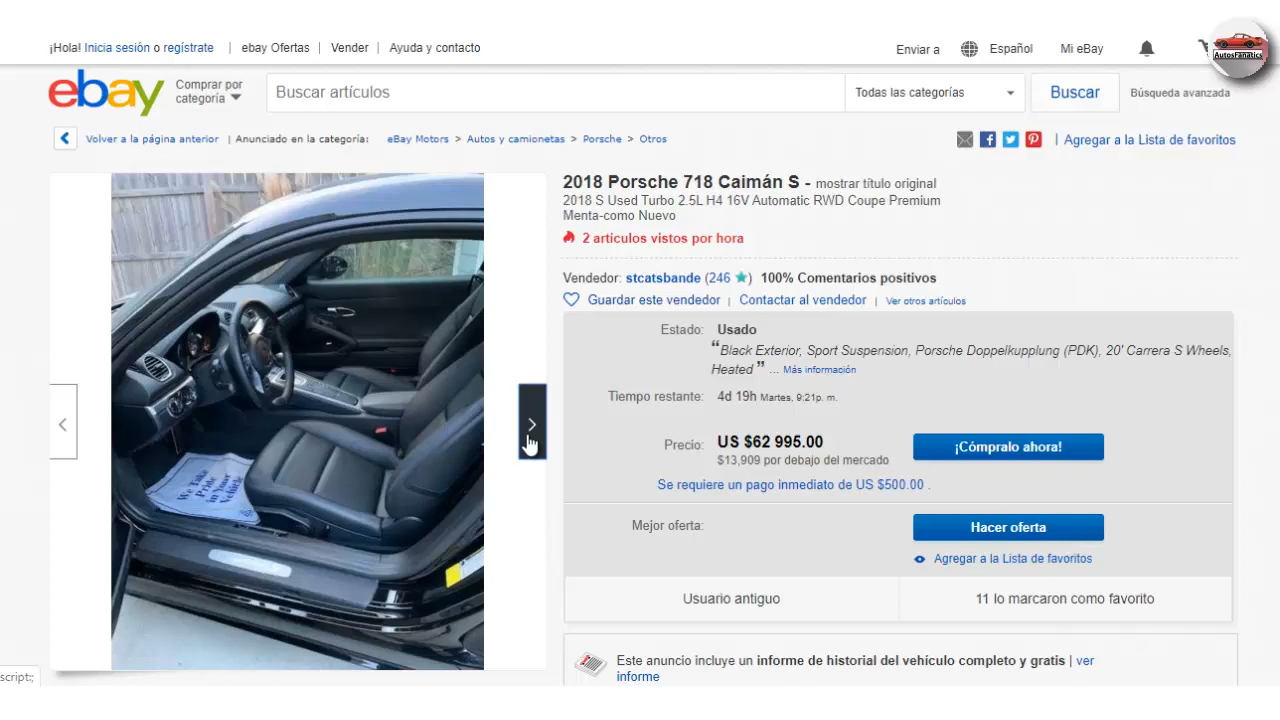 ¡Hola! Inicia sesión o regístrate | ebay Ofertas | Vender | Ayuda y contacto
Enviar a Español Mi eBay
AutosFanatics
ebay Comprar por categoría Buscar artículos Todas las categorías Buscar Búsqueda avanzada
Volver a la página anterior | Anunciado en la categoría: eBay Motors > Autos y camionetas > Porsche > Otros
| Agregar a la Lista de favoritos
We Take
Pride
in Your
Vehicle
2018 Porsche 718 Caimán S - mostrar título original
2018 S Used Turbo 2.5L H4 16V Automatic RWD Coupe Premium
Menta-como Nuevo
2 artículos vistos por hora
Vendedor: stcatsbande (246 ) 100% Comentarios positivos
Guardar este vendedor | Contactar al vendedor | Ver otros artículos
Estado: Usado
“Black Exterior, Sport Suspension, Porsche Doppelkupplung (PDK), 20' Carrera S Wheels,
Heated ” ... Más información
Tiempo restante: 4d 19h Martes, 9:21p. m.
Precio: US $62 995.00 ¡Cómpralo ahora!
$13,909 por debajo del mercado
Se requiere un pago inmediato de US $500.00 .
Mejor oferta: Hacer oferta
Agregar a la Lista de favoritos
Usuario antiguo 11 lo marcaron como favorito
Este anuncio incluye un informe de historial del vehículo completo y gratis | ver
informe
script:;